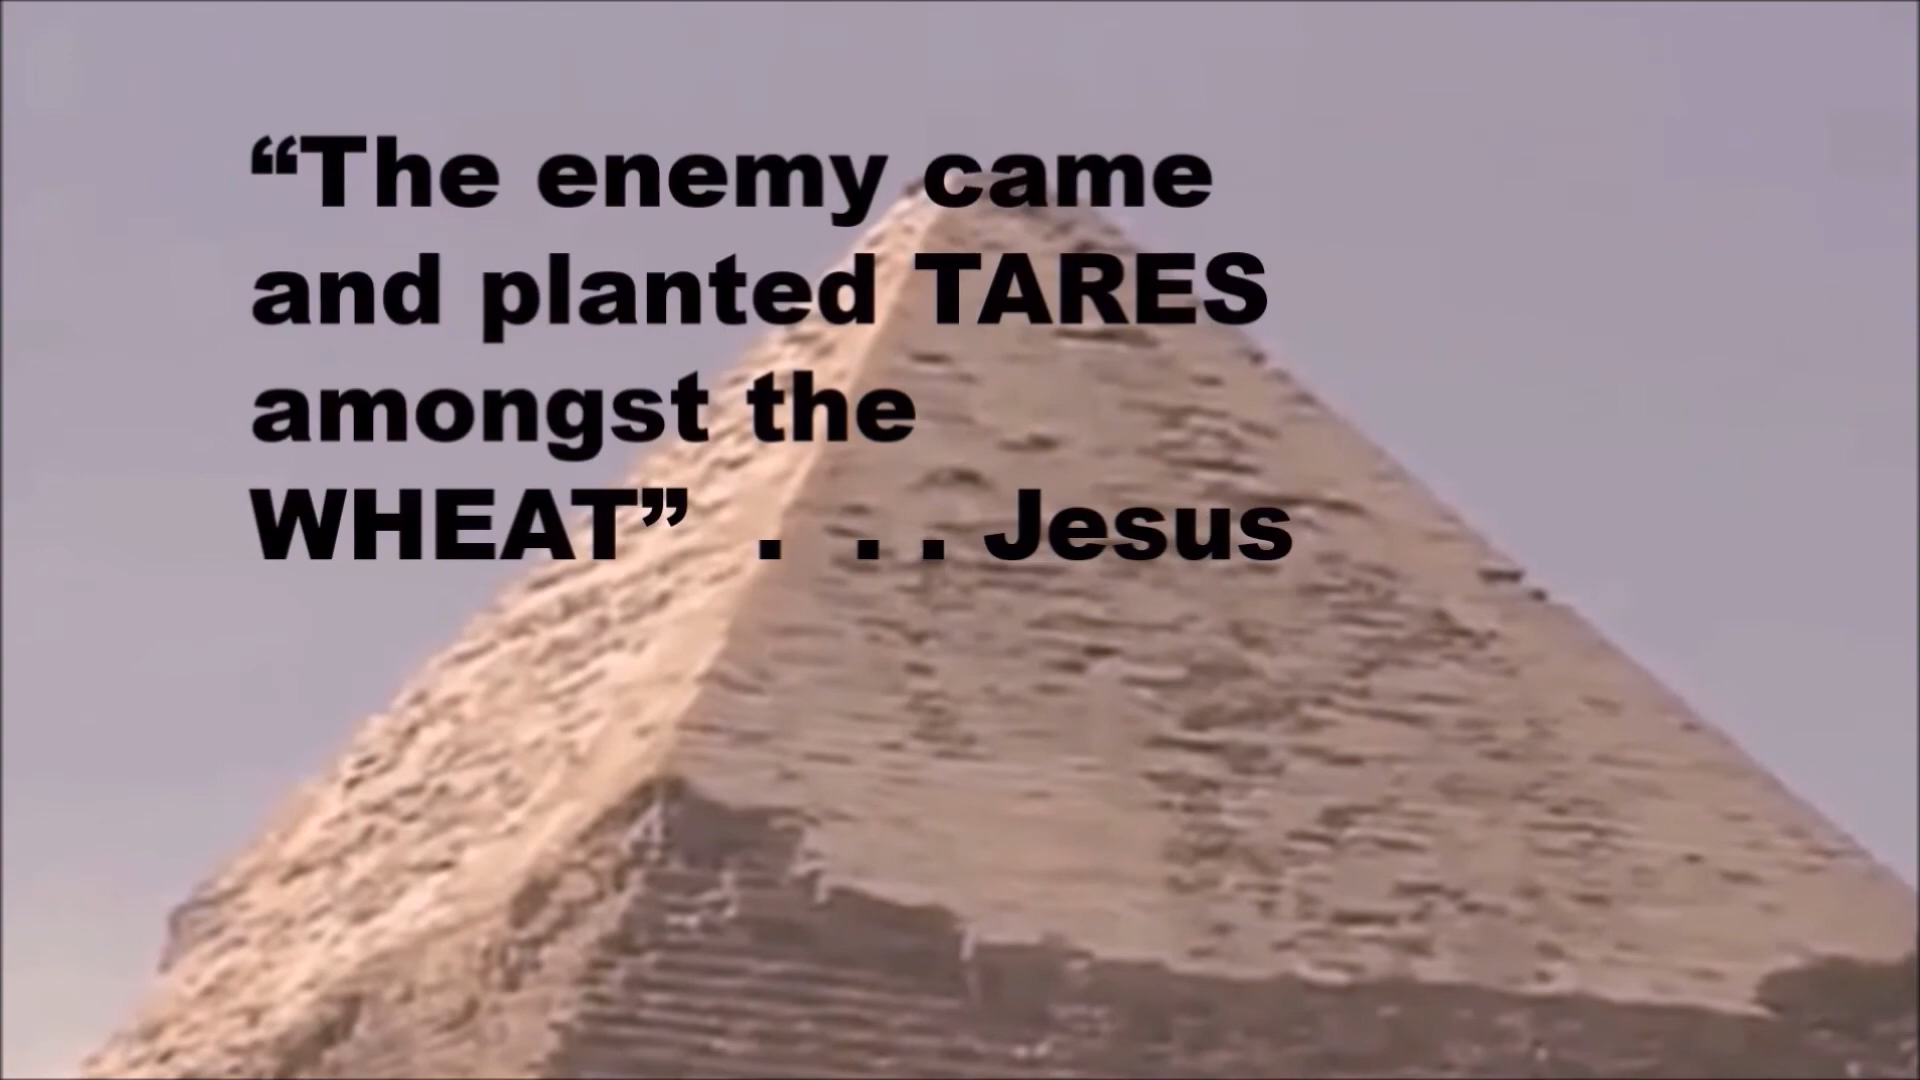 “The enemy came
and planted TARES
amongst the
WHEAT” . . . Jesus